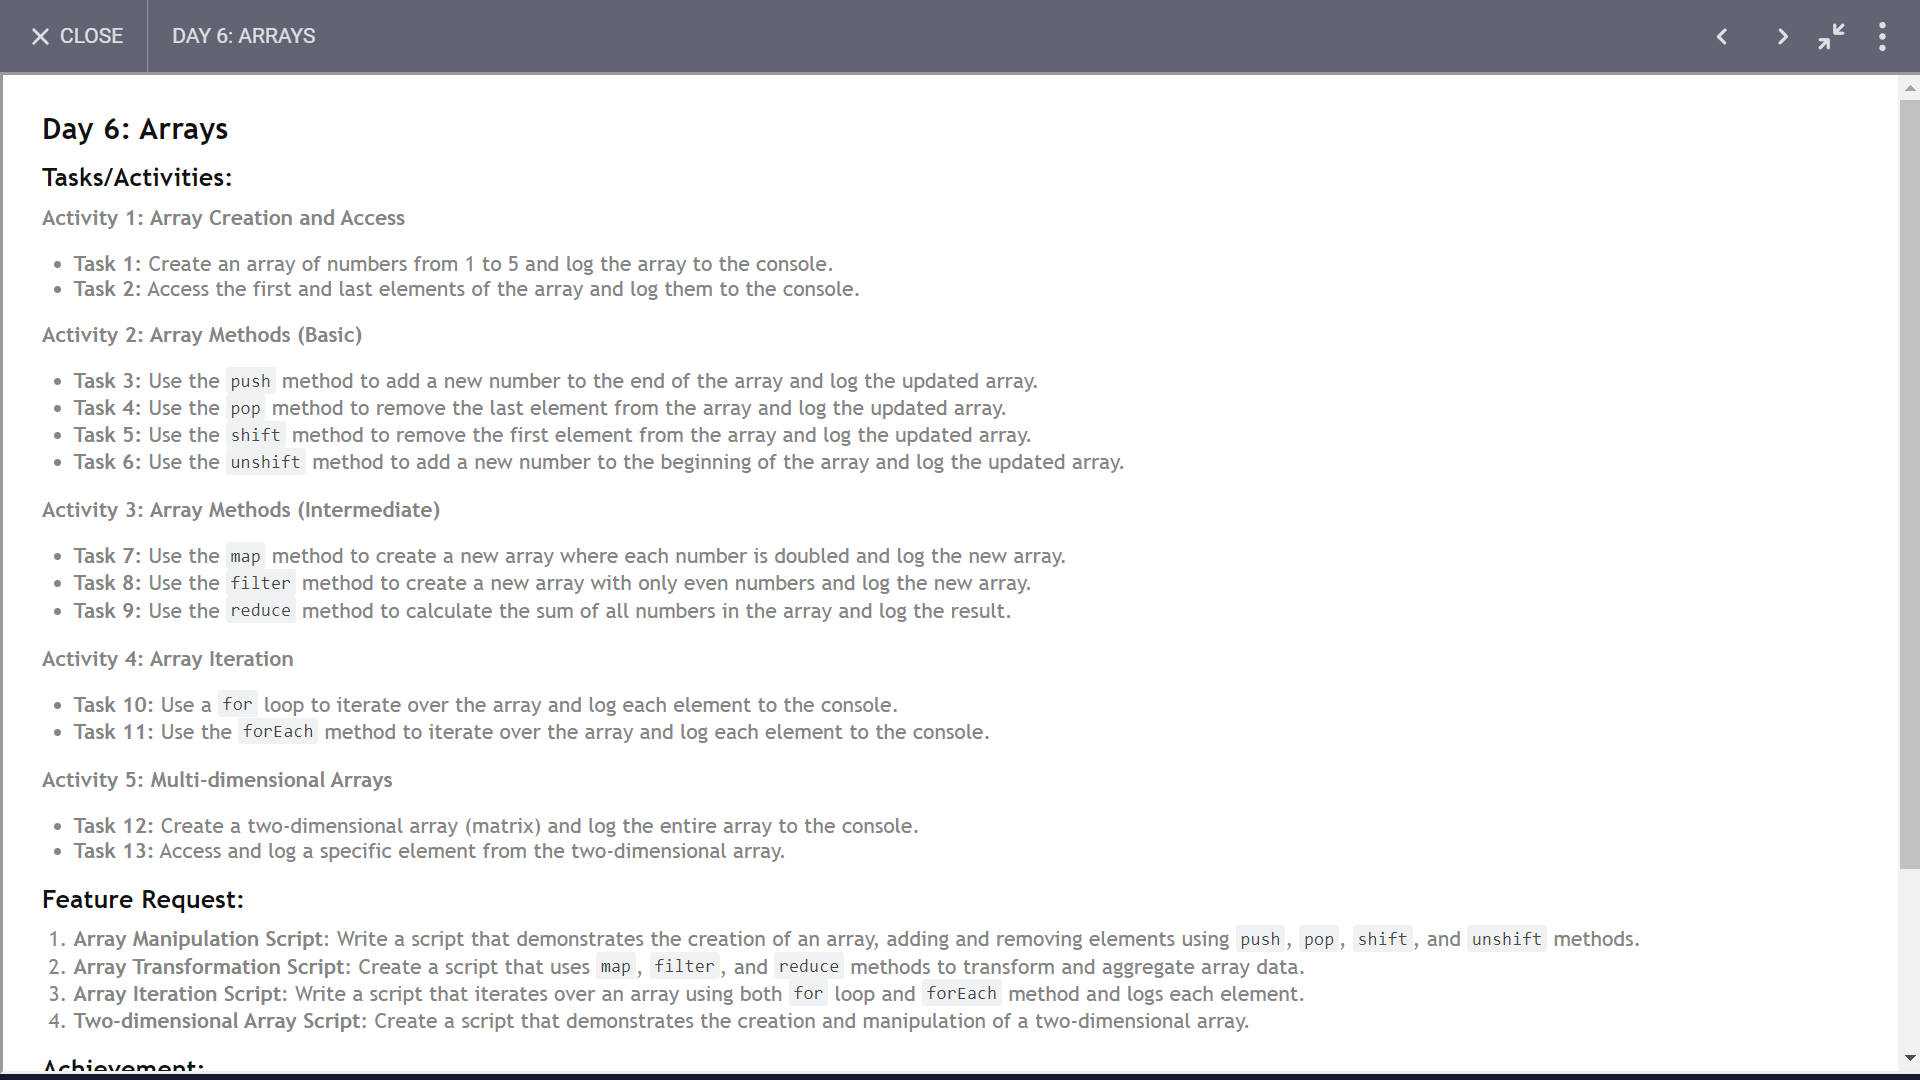 CLOSE
DAY 6: ARRAYS
Day 6: Arrays
Tasks/Activities:
Activity 1: Array Creation and Access
• Task 1: Create an array of numbers from 1 to 5 and log the array to the console.
• Task 2: Access the first and last elements of the array and log them to the console.
Activity 2: Array Methods (Basic)
• Task 3: Use the push method to add a new number to the end of the array and log the updated array.
• Task 4: Use the pop method to remove the last element from the array and log the updated array.
• Task 5: Use the shift method to remove the first element from the array and log the updated array.
• Task 6: Use the unshift method to add a new number to the beginning of the array and log the updated array.
Activity 3: Array Methods (Intermediate)
• Task 7: Use the map method to create a new array where each number is doubled and log the new array.
• Task 8: Use the filter method to create a new array with only even numbers and log the new array.
• Task 9: Use the reduce method to calculate the sum of all numbers in the array and log the result.
Activity 4: Array Iteration
• Task 10: Use a for loop to iterate over the array and log each element to the console.
• Task 11: Use the forEach method to iterate over the array and log each element to the console.
Activity 5: Multi-dimensional Arrays
• Task 12: Create a two-dimensional array (matrix) and log the entire array to the console.
• Task 13: Access and log a specific element from the two-dimensional array.
Feature Request:
1. Array Manipulation Script: Write a script that demonstrates the creation of an array, adding and removing elements using push, pop, shift, and unshift methods.
2. Array Transformation Script: Create a script that uses map, filter, and reduce methods to transform and aggregate array data.
3. Array Iteration Script: Write a script that iterates over an array using both for loop and forEach method and logs each element.
4. Two-dimensional Array Script: Create a script that demonstrates the creation and manipulation of a two-dimensional array.
Achievement: